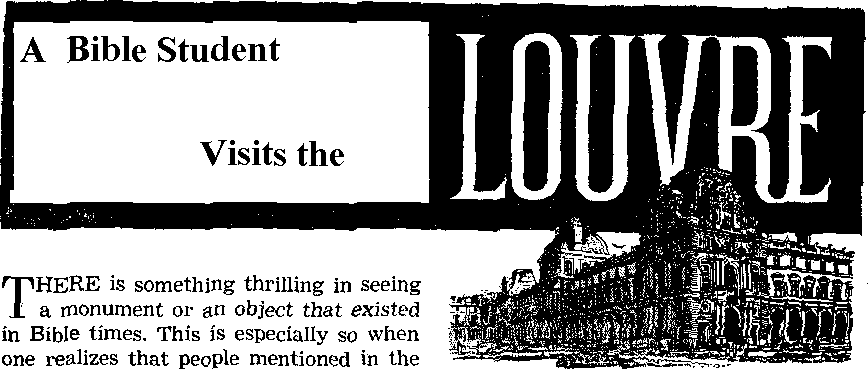 A Bible Student
Visits the
LOUVRE
THERE is something thrilling in seeing
a monument or an object that existed
in Bible times. This is especially so when
one realizes that people mentioned in the